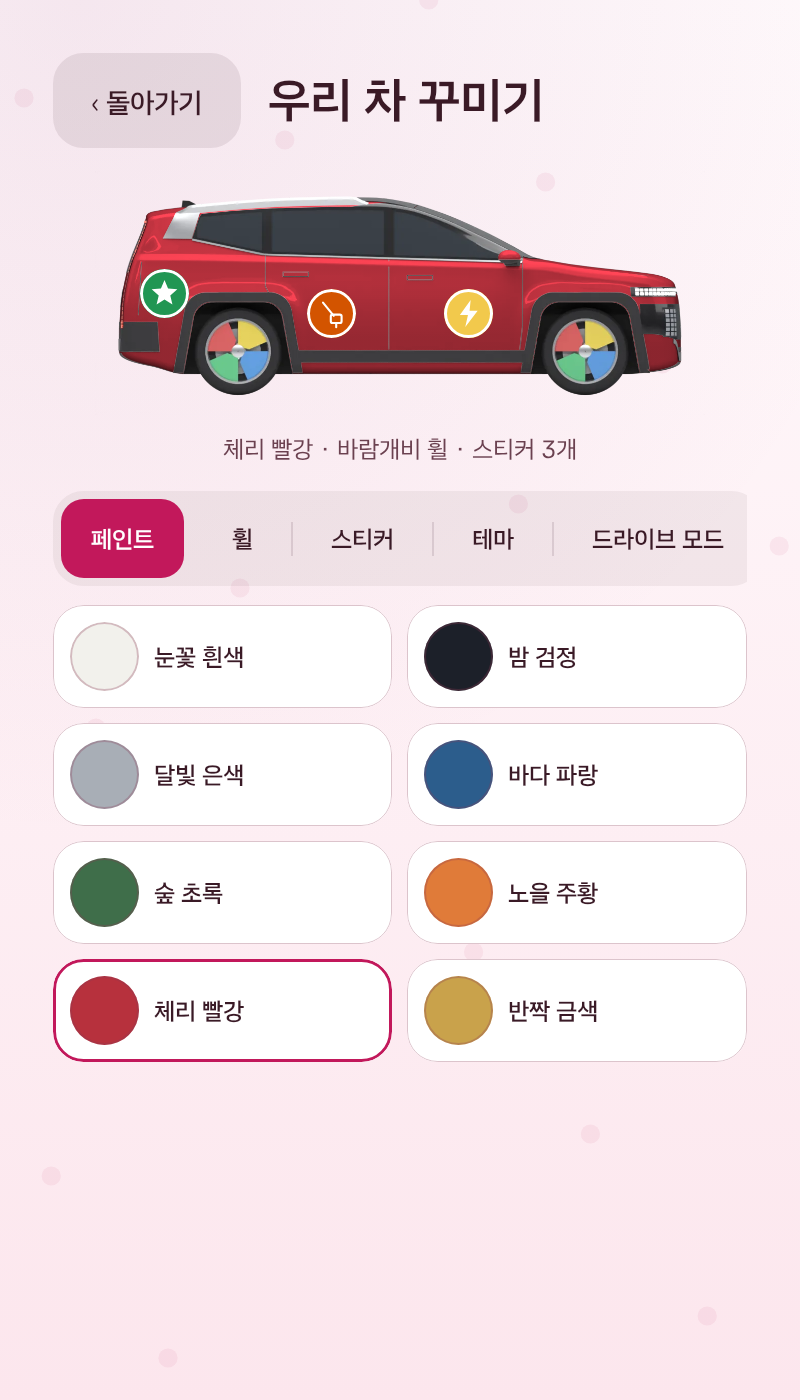 ‹ 돌아가기
우리 차 꾸미기
체리 빨강 · 바람개비 휠 · 스티커 3개
페인트 휠 스티커 테마 드라이브 모드
눈꽃 흰색
밤 검정
달빛 은색
바다 파랑
숲 초록
노을 주황
체리 빨강
반짝 금색